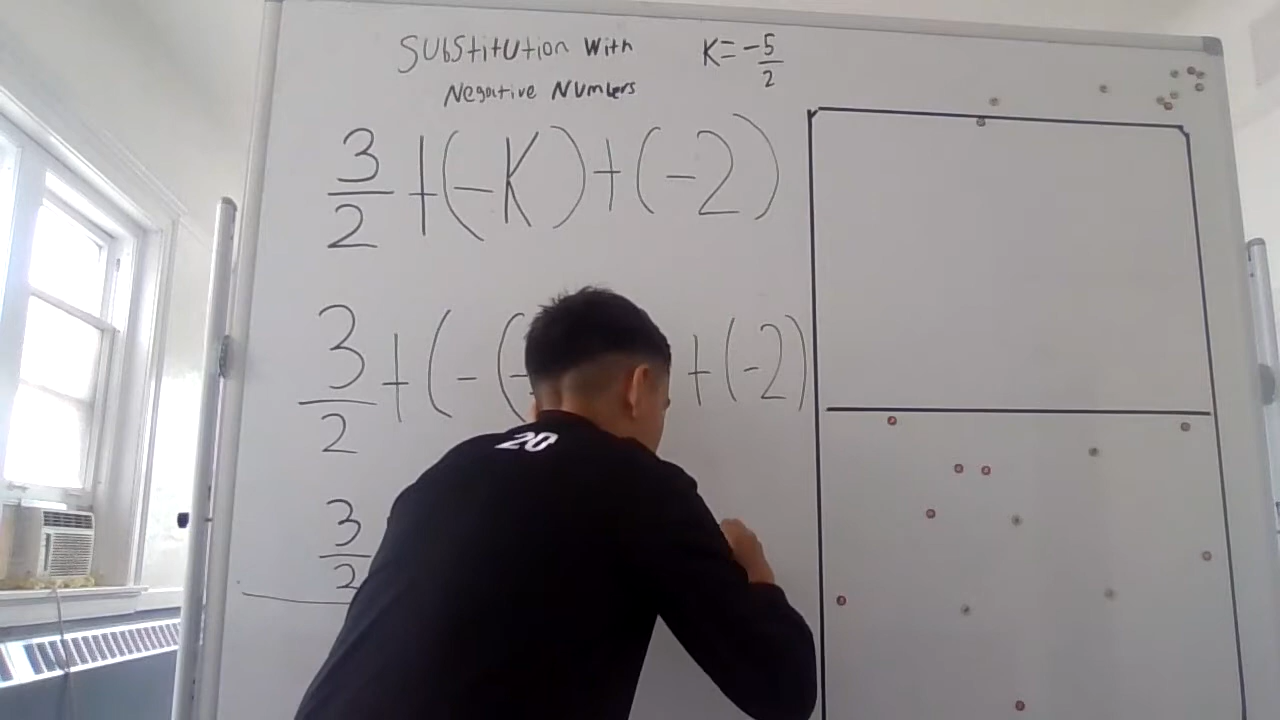 Substitution With
Negative Numbers
K = -5/2
3/2 + (-K) + (-2)
3/2 + (-(- + (-2)
3/2
20